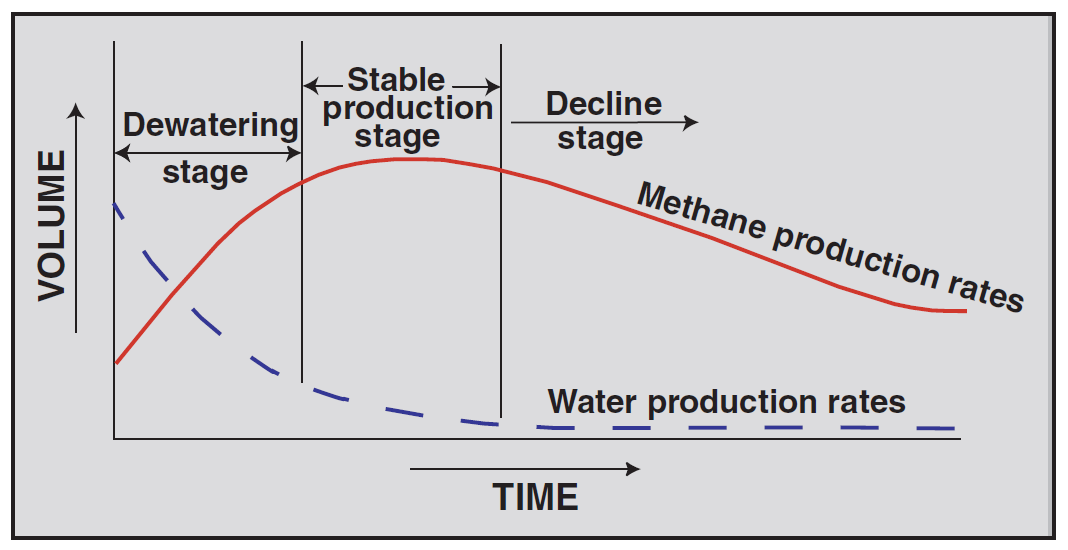 Dewatering
stage
Stable
production
stage
Decline
stage
VOLUME
Methane production rates
Water production rates
TIME